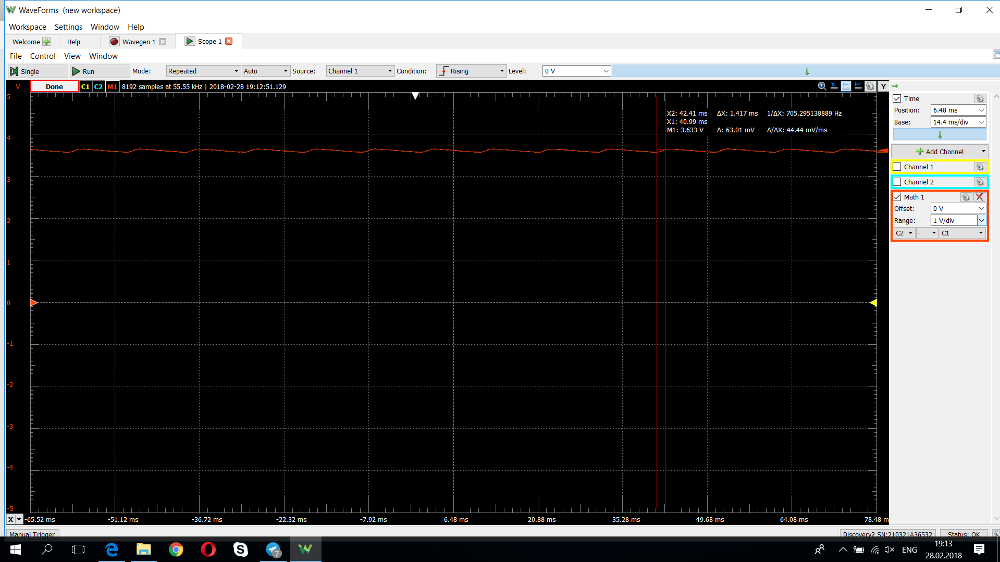 WaveForms (new workspace)
Workspace Settings Window Help
Welcome Help Wavegen 1 Scope 1
File Control View Window
Single Run Mode: Repeated Auto Source: Channel 1 Condition: Rising Level: 0 V
V Done C1 C2 M1 8192 samples at 55.55 kHz | 2018-02-28 19:12:51.129 Y
5
4
3
2
1
0
-1
-2
-3
-4
-5
X2: 42.41 ms ΔX: 1.417 ms 1/ΔX: 705.295138889 Hz
X1: 40.99 ms
M1: 3.633 V Δ: 63.01 mV Δ/ΔX: 44.44 mV/ms
X -65.52 ms -51.12 ms -36.72 ms -22.32 ms -7.92 ms 6.48 ms 20.88 ms 35.28 ms 49.68 ms 64.08 ms 78.48 m
Time
Position: 6.48 ms
Base: 14.4 ms/div
Add Channel
Channel 1
Channel 2
Math 1
Offset: 0 V
Range: 1 V/div
C2 - C1
Manual Trigger Discovery2 SN:210321A36532 Status: OK
7 ENG 19:13
28.02.2018